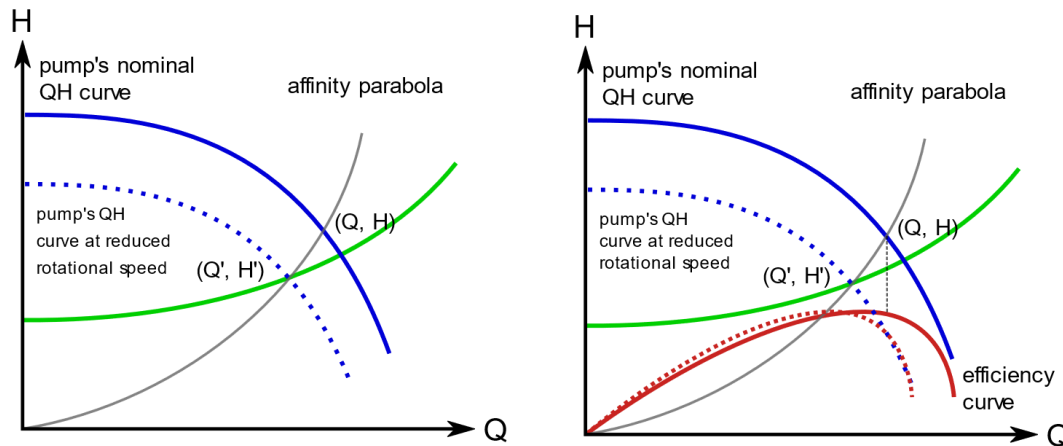 H
pump's nominal
QH curve
affinity parabola
pump's QH
curve at reduced
rotational speed
(Q, H)
(Q', H')
Q
H
pump's nominal
QH curve
affinity parabola
pump's QH
curve at reduced
rotational speed
(Q, H)
(Q', H')
efficiency
curve
Q